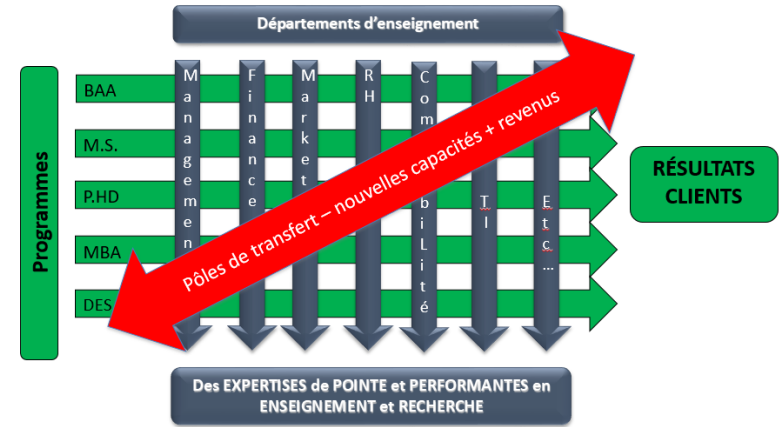 Départements d'enseignement
Programmes
BAA
M.S.
P.HD
MBA
DES
Managemen
Finance
Market
RH
Com
biLité
TI
Etc…
Pôles de transfert – nouvelles capacités + revenus
RÉSULTATS
CLIENTS
Des EXPERTISES de POINTE et PERFORMANTES en
ENSEIGNEMENT et RECHERCHE